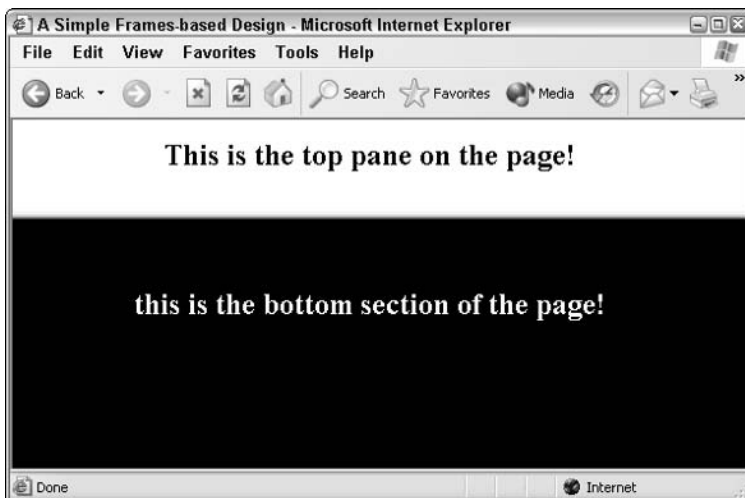 A Simple Frames-based Design - Microsoft Internet Explorer
File Edit View Favorites Tools Help
Back Search Favorites Media »
This is the top pane on the page!
this is the bottom section of the page!
Done Internet